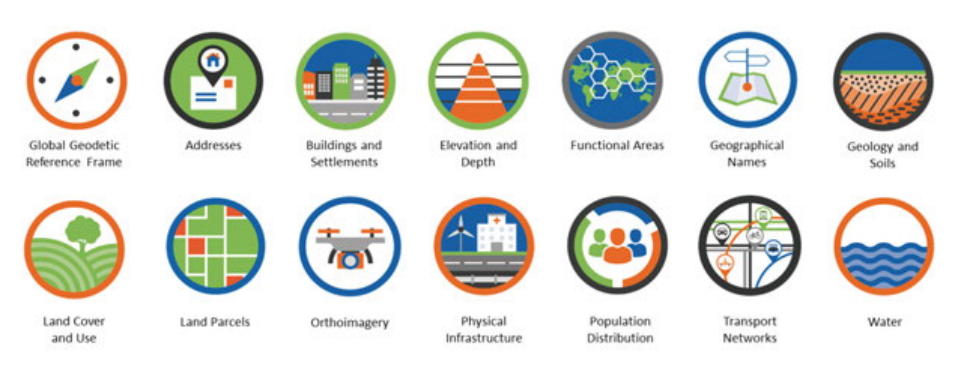 Global Geodetic
Reference Frame
Addresses
Buildings and
Settlements
Elevation and
Depth
Functional Areas
Geographical
Names
Geology and
Soils
Land Cover
and Use
Land Parcels
Orthoimagery
Physical
Infrastructure
Population
Distribution
Transport
Networks
Water